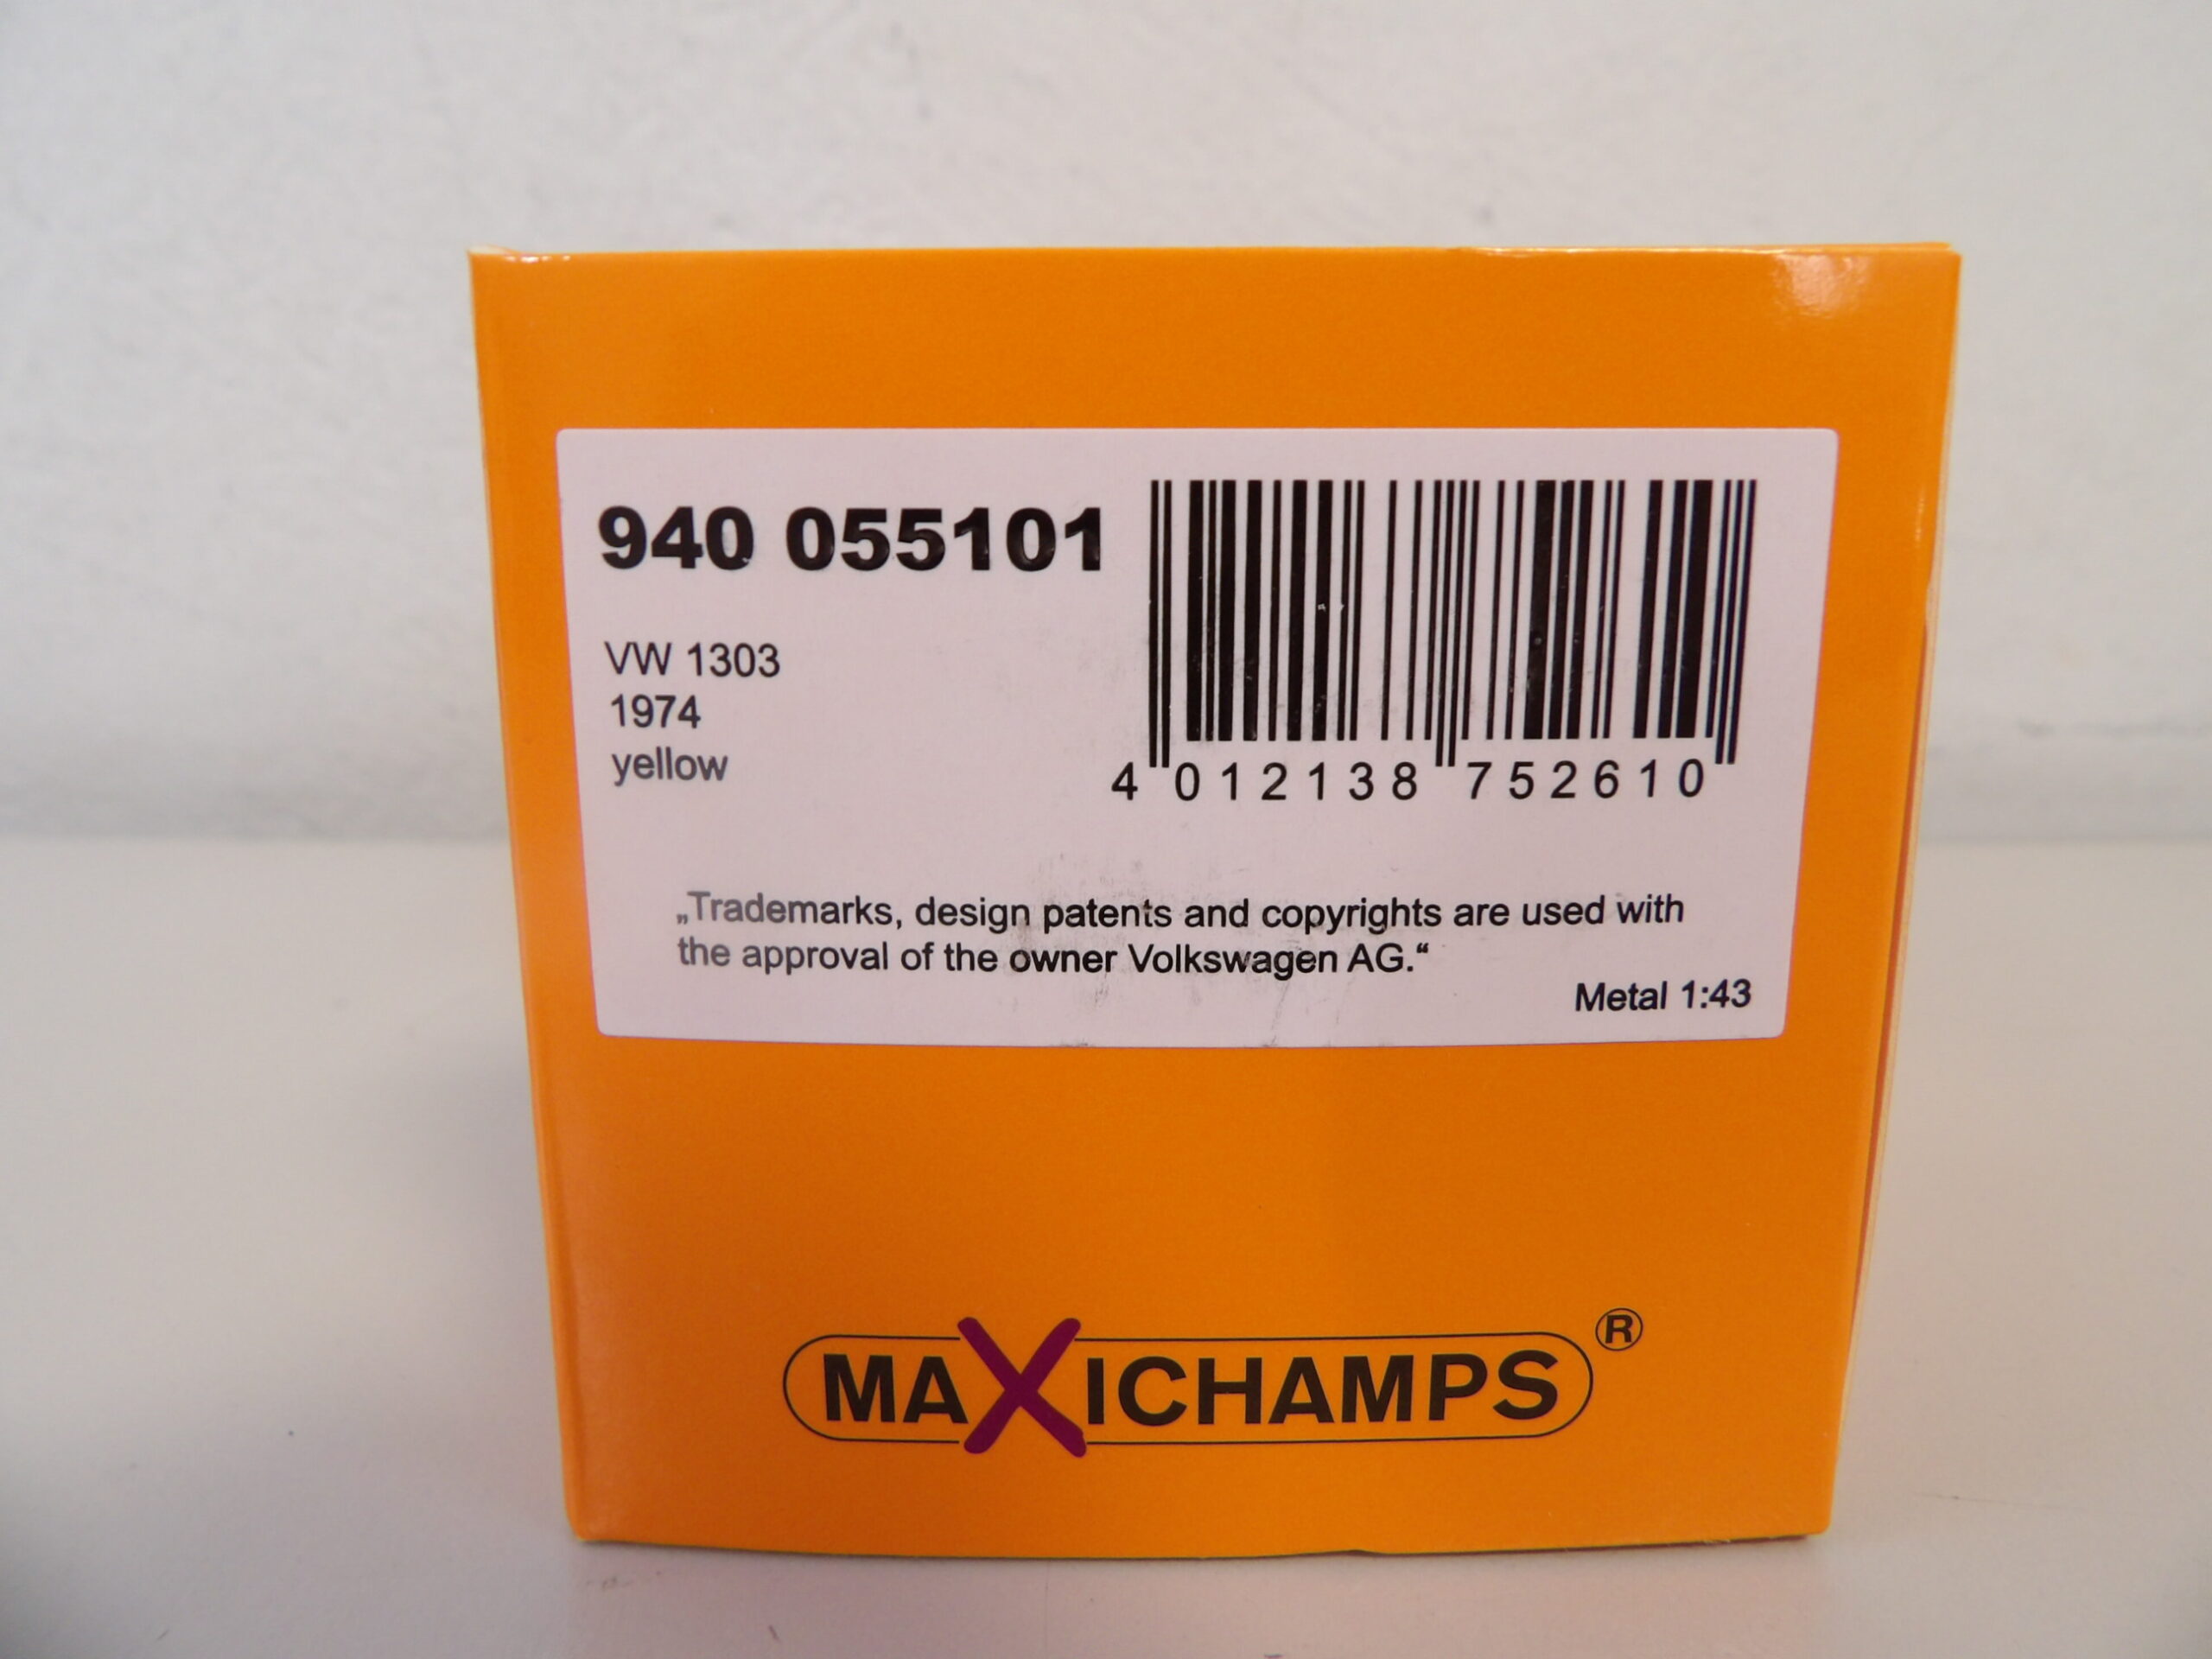 940 055101
VW 1303
1974
yellow
4 012138 752610
„Trademarks, design patents and copyrights are used with
the approval of the owner Volkswagen AG.“
Metal 1:43
MAXICHAMPS®